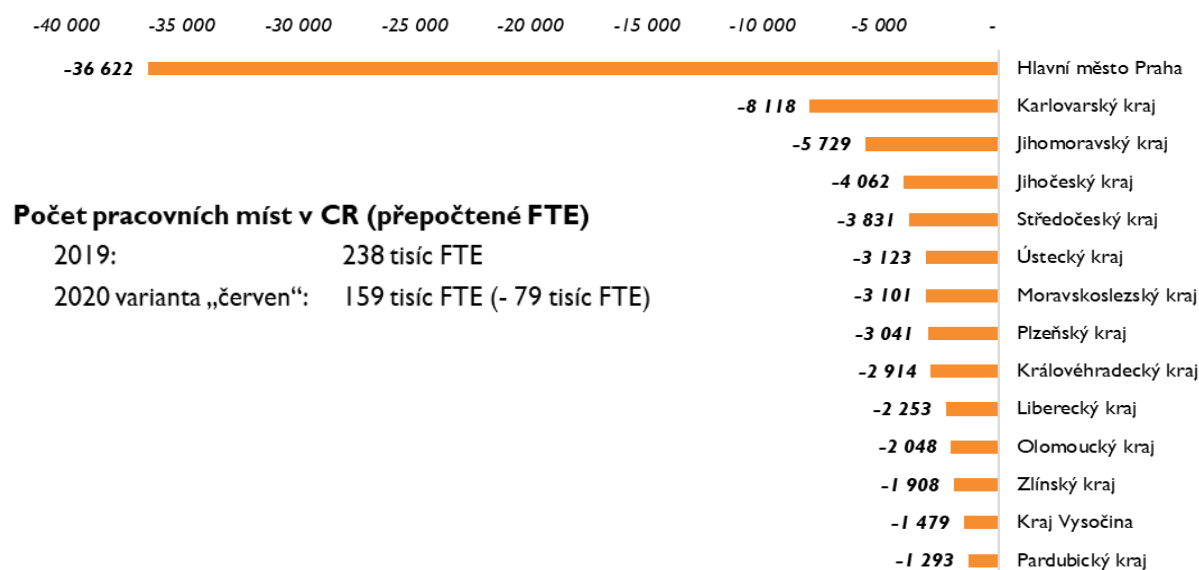 -40 000 -35 000 -30 000 -25 000 -20 000 -15 000 -10 000 -5 000 -
-36 622 Hlavní město Praha
-8 118 Karlovarský kraj
-5 729 Jihomoravský kraj
-4 062 Jihočeský kraj
Počet pracovních míst v CR (přepočtené FTE)
-3 831 Středočeský kraj
2019: 238 tisíc FTE
-3 123 Ústecký kraj
2020 varianta „červen“: 159 tisíc FTE (- 79 tisíc FTE)
-3 101 Moravskoslezský kraj
-3 041 Plzeňský kraj
-2 914 Královéhradecký kraj
-2 253 Liberecký kraj
-2 048 Olomoucký kraj
-1 908 Zlínský kraj
-1 479 Kraj Vysočina
-1 293 Pardubický kraj